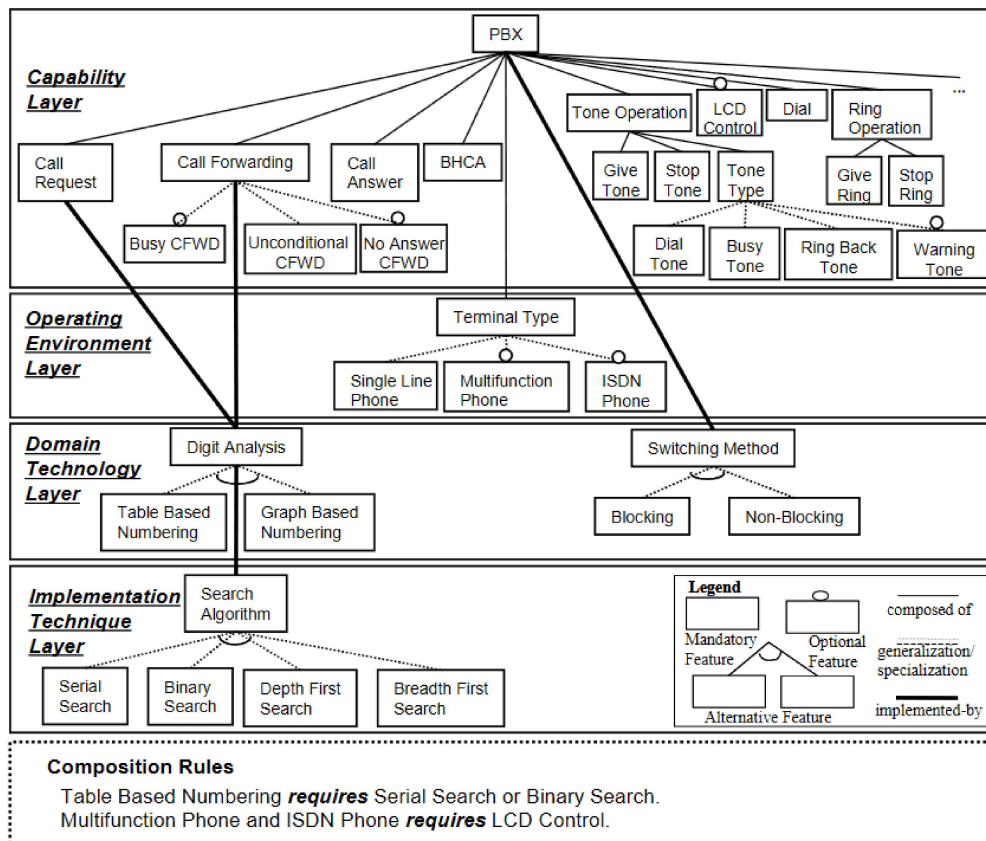 PBX
Capability
Layer
...
Tone Operation
LCD
Control
Dial
Ring
Operation
Call
Request
Call Forwarding
Call
Answer
BHCA
Give
Tone
Stop
Tone
Tone
Type
Give
Ring
Stop
Ring
Busy CFWD
Unconditional
CFWD
No Answer
CFWD
Dial
Tone
Busy
Tone
Ring Back
Tone
Warning
Tone
Operating
Environment
Layer
Terminal Type
Single Line
Phone
Multifunction
Phone
ISDN
Phone
Domain
Technology
Layer
Digit Analysis
Switching Method
Table Based
Numbering
Graph Based
Numbering
Blocking
Non-Blocking
Implementation
Technique
Layer
Search
Algorithm
Serial
Search
Binary
Search
Depth First
Search
Breadth First
Search
Legend
Mandatory
Feature
Optional
Feature
Alternative Feature
composed of
generalization/
specialization
implemented-by
Composition Rules
Table Based Numbering requires Serial Search or Binary Search.
Multifunction Phone and ISDN Phone requires LCD Control.